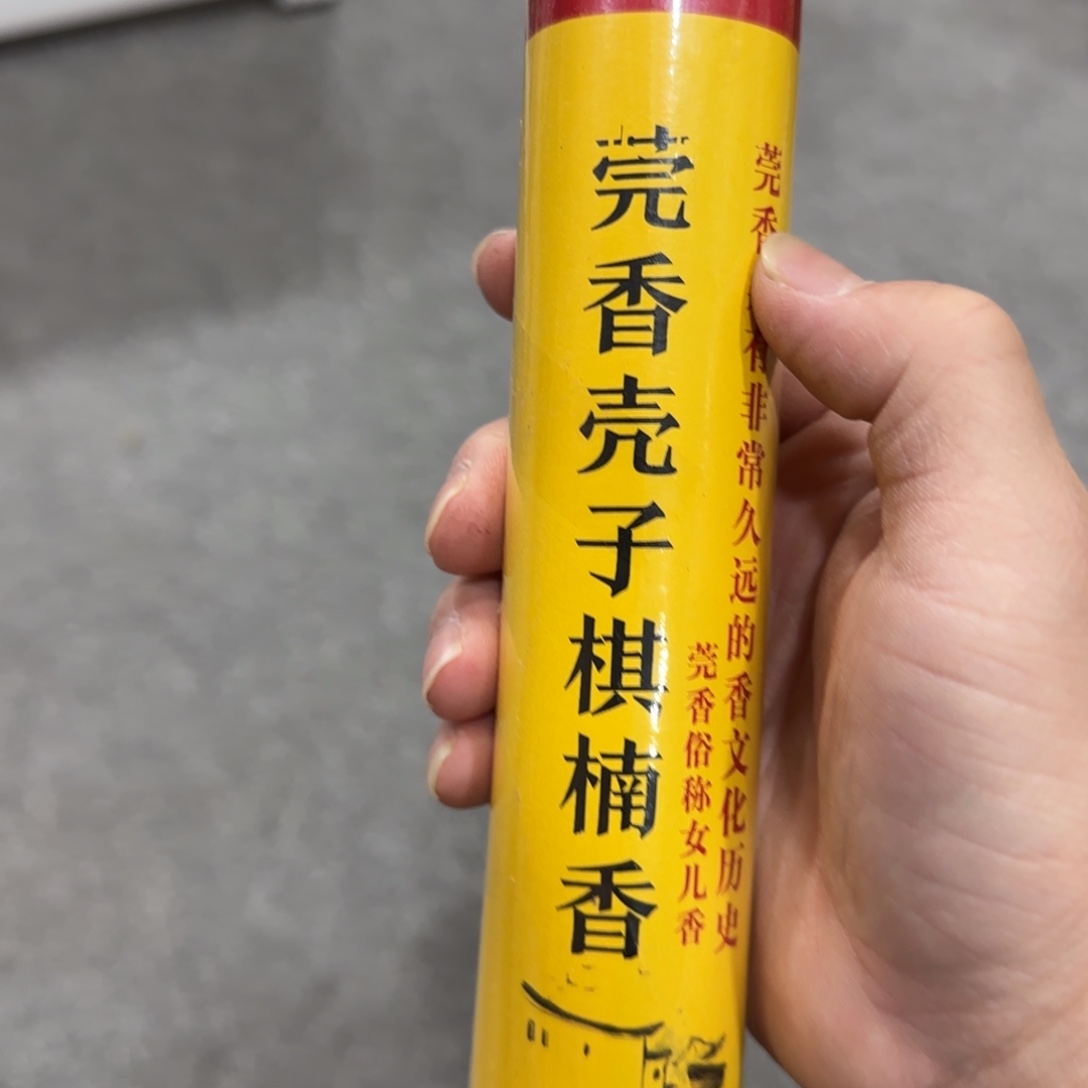 莞香有非常久远的香文化历史
莞香俗称女儿香
莞香壳子棋楠香